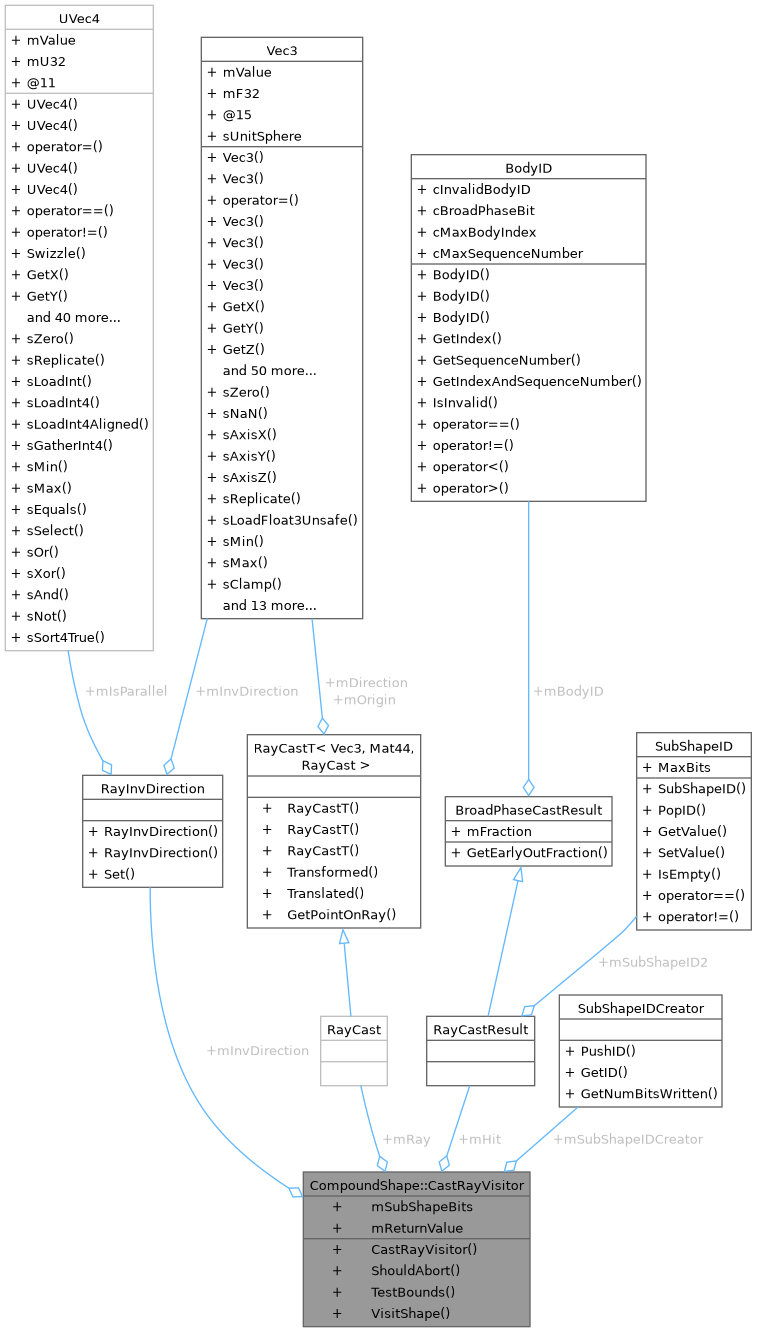 UVec4
+ mValue
+ mU32
+ @11
+ UVec4()
+ UVec4()
+ operator=()
+ UVec4()
+ UVec4()
+ operator==()
+ operator!=()
+ Swizzle()
+ GetX()
+ GetY()
and 40 more...
+ sZero()
+ sReplicate()
+ sLoadInt()
+ sLoadInt4()
+ sLoadInt4Aligned()
+ sGatherInt4()
+ sMin()
+ sMax()
+ sEquals()
+ sSelect()
+ sOr()
+ sXor()
+ sAnd()
+ sNot()
+ sSort4True()
Vec3
+ mValue
+ mF32
+ @15
+ sUnitSphere
+ Vec3()
+ Vec3()
+ operator=()
+ Vec3()
+ Vec3()
+ Vec3()
+ Vec3()
+ GetX()
+ GetY()
+ GetZ()
and 50 more...
+ sZero()
+ sNaN()
+ sAxisX()
+ sAxisY()
+ sAxisZ()
+ sReplicate()
+ sLoadFloat3Unsafe()
+ sMin()
+ sMax()
+ sClamp()
and 13 more...
BodyID
+ cInvalidBodyID
+ cBroadPhaseBit
+ cMaxBodyIndex
+ cMaxSequenceNumber
+ BodyID()
+ BodyID()
+ BodyID()
+ GetIndex()
+ GetSequenceNumber()
+ GetIndexAndSequenceNumber()
+ IsInvalid()
+ operator==()
+ operator!=()
+ operator<()
+ operator>()
+mIsParallel
+mInvDirection
+mDirection
+mOrigin
+mBodyID
RayInvDirection
+ RayInvDirection()
+ RayInvDirection()
+ Set()
RayCastT< Vec3, Mat44,
RayCast >
+ RayCastT()
+ RayCastT()
+ RayCastT()
+ Transformed()
+ Translated()
+ GetPointOnRay()
BroadPhaseCastResult
+ mFraction
+ GetEarlyOutFraction()
SubShapeID
+ MaxBits
+ SubShapeID()
+ PopID()
+ GetValue()
+ SetValue()
+ IsEmpty()
+ operator==()
+ operator!=()
+mSubShapeID2
RayCast
RayCastResult
SubShapeIDCreator
+ PushID()
+ GetID()
+ GetNumBitsWritten()
+mInvDirection
+mRay
+mHit
+mSubShapeIDCreator
CompoundShape::CastRayVisitor
+ mSubShapeBits
+ mReturnValue
+ CastRayVisitor()
+ ShouldAbort()
+ TestBounds()
+ VisitShape()